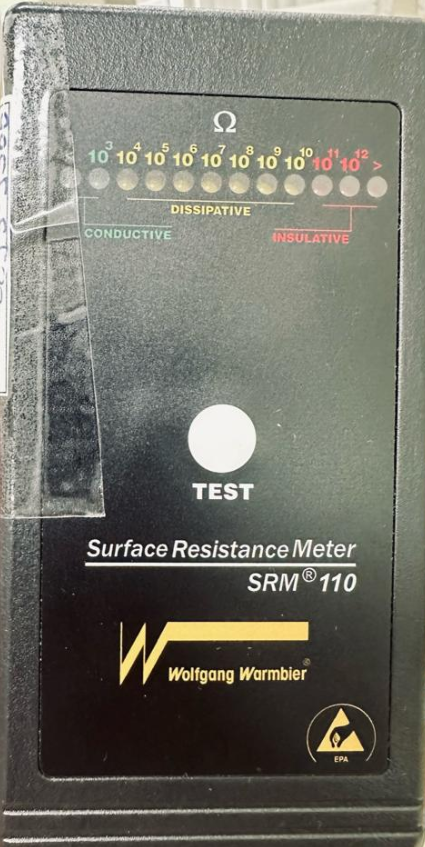 Ω
10³ 10⁴ 10⁵ 10⁶ 10⁷ 10⁸ 10⁹ 10¹⁰ 10¹¹ 10¹² >
DISSIPATIVE
CONDUCTIVE INSULATIVE
TEST
Surface Resistance Meter
SRM® 110
Wolfgang Warmbier®
EPA